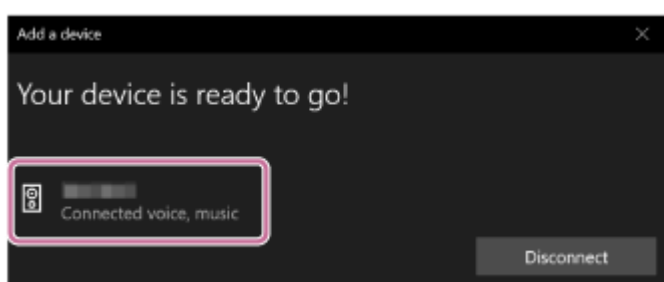 Add a device
Your device is ready to go!
Connected voice, music
Disconnect